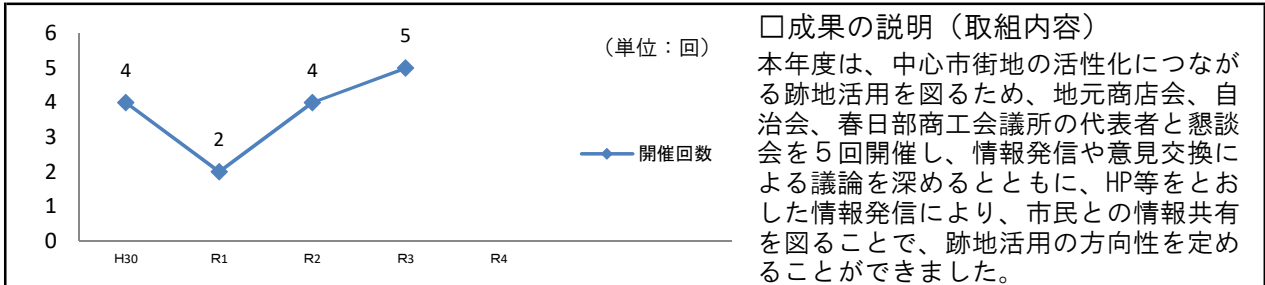 6
5
4
3
2
1
0
4
2
4
5
（単位：回）
開催回数
H30
R1
R2
R3
R4
□成果の説明（取組内容）
本年度は、中心市街地の活性化につなが
る跡地活用を図るため、地元商店会、自
治会、春日部商工会議所の代表者と懇談
会を５回開催し、情報発信や意見交換に
よる議論を深めるとともに、HP等をとお
した情報発信により、市民との情報共有
を図ることで、跡地活用の方向性を定め
ることができました。